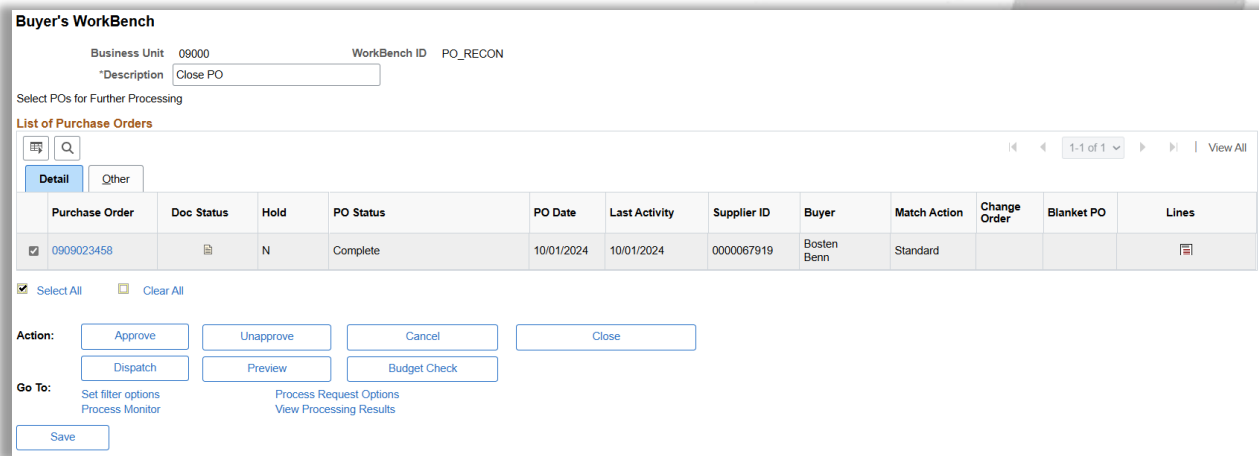 Buyer's WorkBench
Business Unit 09000 WorkBench ID PO_RECON
*Description Close PO
Select POs for Further Processing
List of Purchase Orders
1-1 of 1 | View All
Detail Other
Purchase Order Doc Status Hold PO Status PO Date Last Activity Supplier ID Buyer Match Action Change Order Blanket PO Lines
0909023458 N Complete 10/01/2024 10/01/2024 0000067919 Bosten Benn Standard
Select All Clear All
Action: Approve Unapprove Cancel Close
Dispatch Preview Budget Check
Go To: Set filter options Process Request Options
Process Monitor View Processing Results
Save